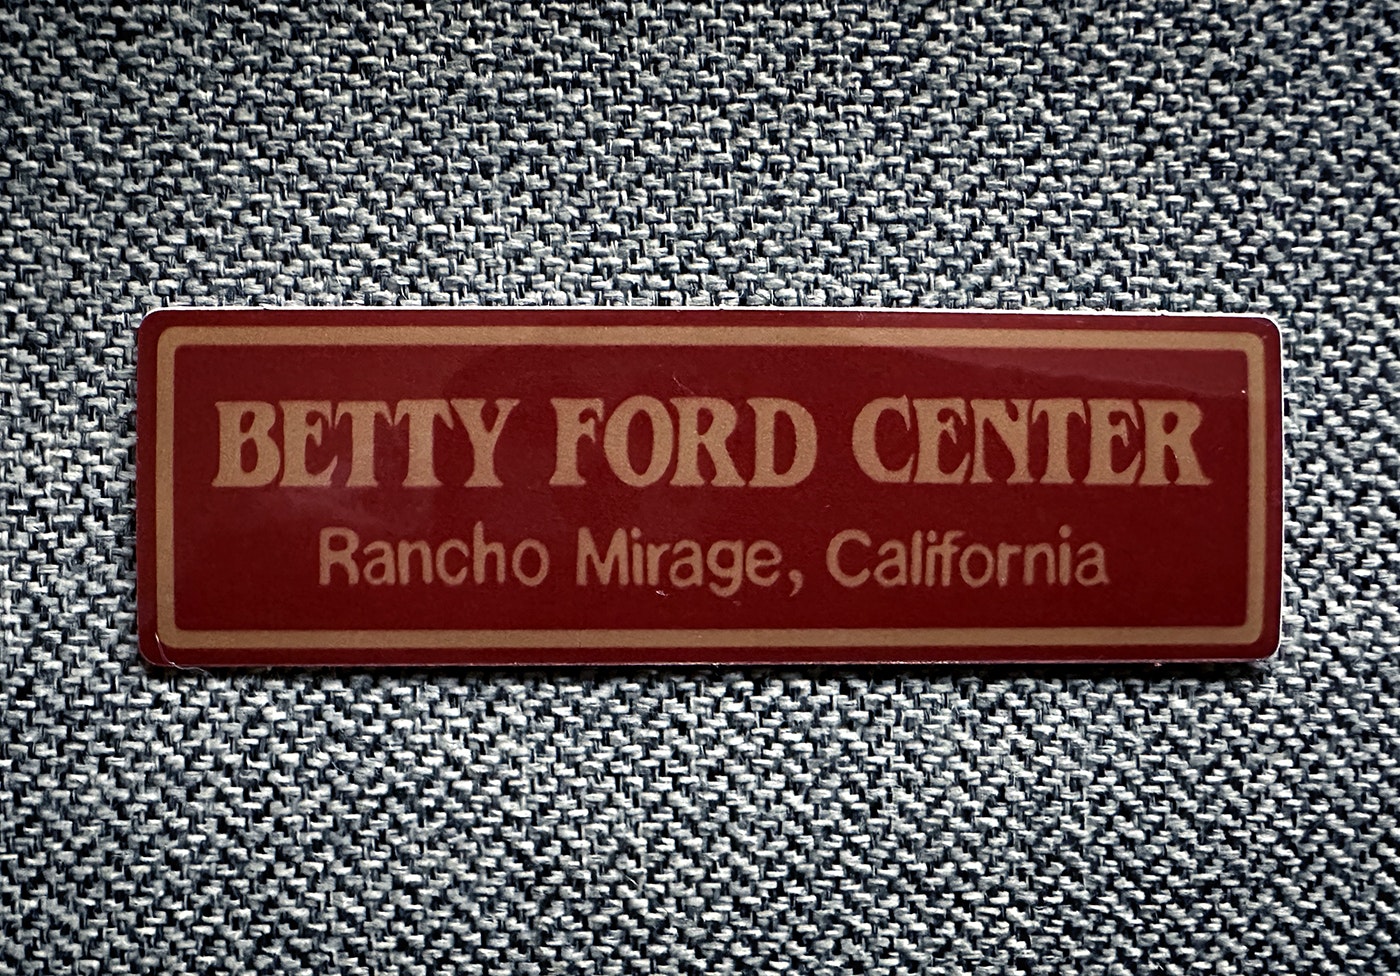 BETTY FORD CENTER
Rancho Mirage, California